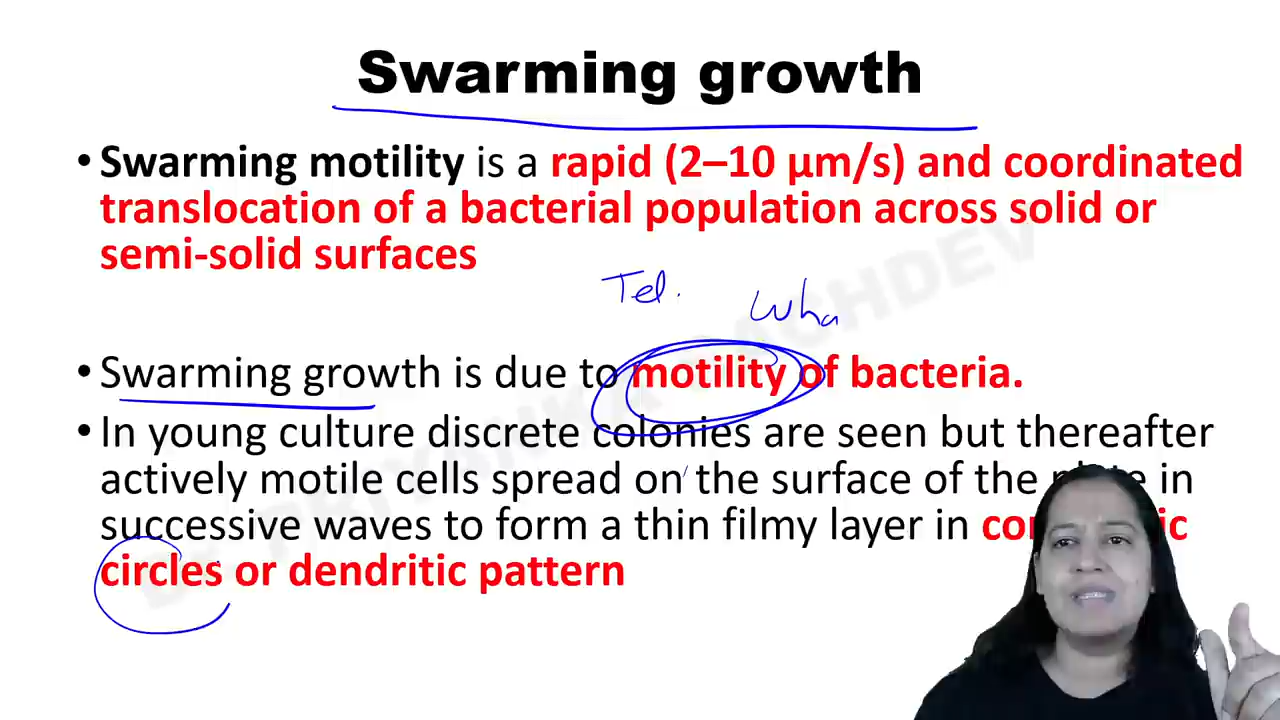 Swarming growth
• Swarming motility is a rapid (2–10 μm/s) and coordinated
translocation of a bacterial population across solid or
semi-solid surfaces
Tel.
wha
• Swarming growth is due to motility of bacteria.
• In young culture discrete colonies are seen but thereafter
actively motile cells spread on the surface of the plate in
successive waves to form a thin filmy layer in
circles or dendritic pattern